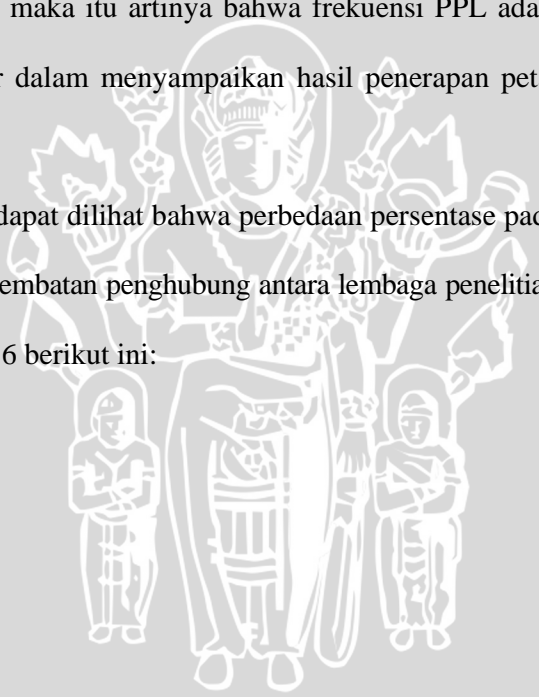 maka itu artinya bahwa frekuensi PPL ada
dalam menyampaikan hasil penerapan pet
dapat dilihat bahwa perbedaan persentase pad
embatan penghubung antara lembaga penelitia
6 berikut ini: